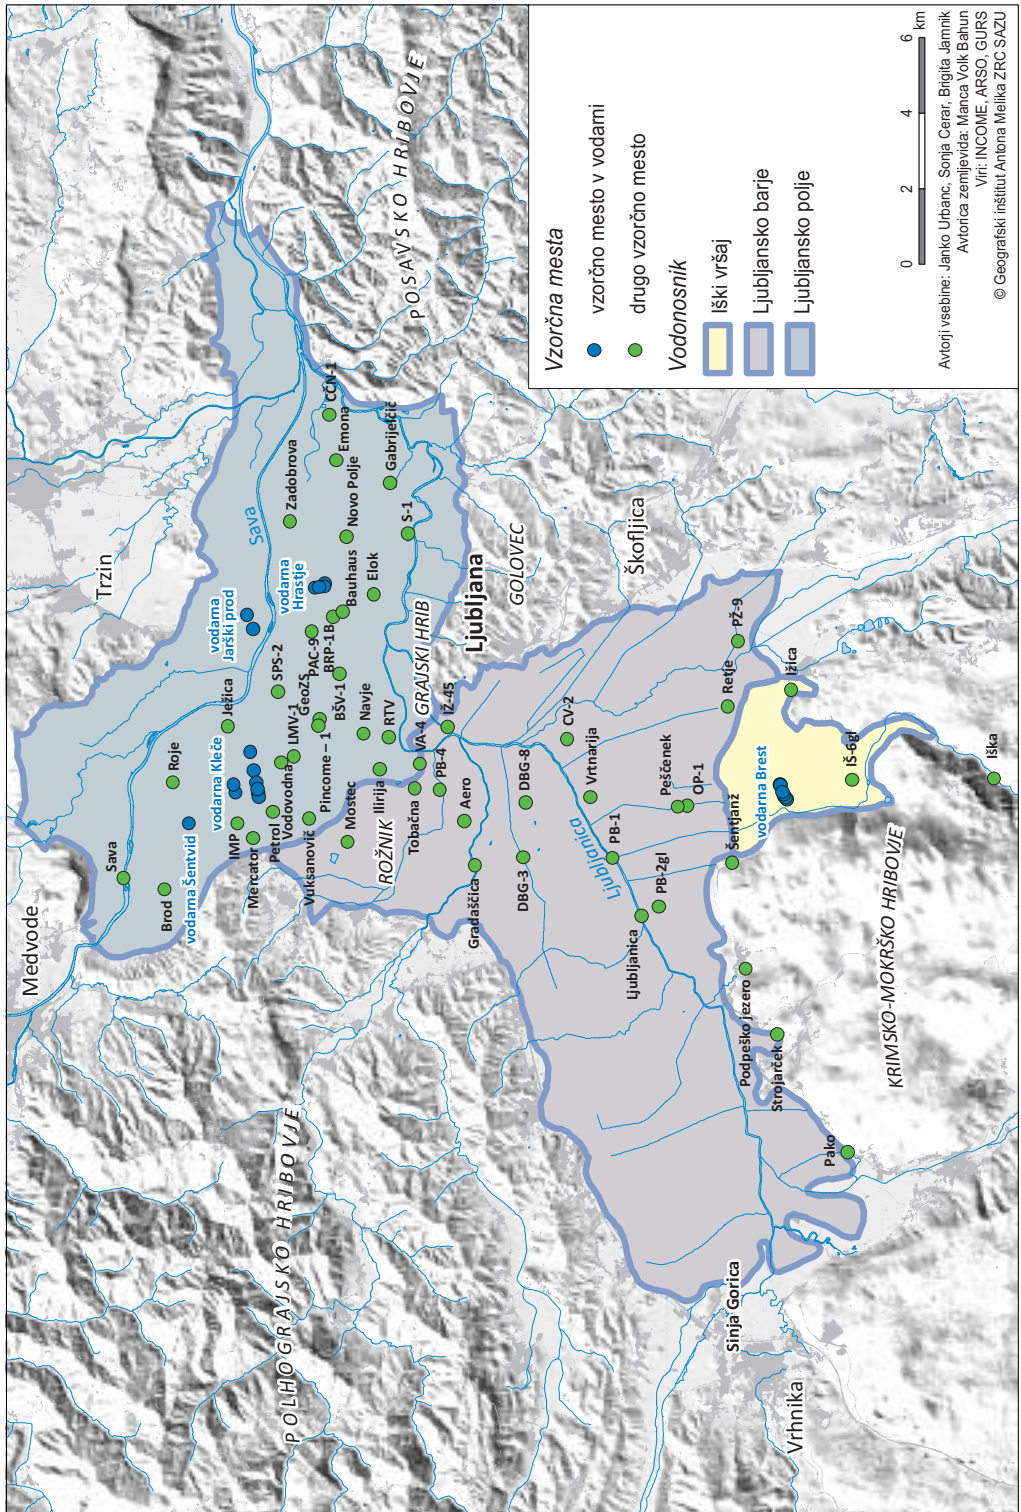 Medvode
Sava
Brod
vodarna Šentvid
Roje
Ježica
vodarna Kleče
IMP
Mercator
Petrol
Vodovodna
LMV-1
Vuksanovič
Pincome – 1
GeoZS
SPS-2
PAC-9
BRP-1B
BŠV-1
Mostec
Navje
RTV
Ilirija
ROŽNIK
Tobačna
VA-4
PB-4
GRAJSKI HRIB
IŽ-45
Trzin
vodarna
Jarški prod
vodarna
Hrastje
Bauhaus
Elok
Sava
Zadobrova
Novo Polje
Emona
CČN-1
Gabrijelčič
S-1
Ljubljana
GOLOVEC
POSAVSKO HRIBOVJE
POLHOGRAJSKO HRIBOVJE
Aero
Gradaščica
DBG-3
DBG-8
CV-2
Vrtnarija
Ljubljanica
PB-1
PB-2gl
Ljubljanica
Peščenek
OP-1
Škofljica
PŽ-9
Retje
Šentjanž
Ižica
vodarna Brest
IŠ-6gl
Iška
KRIMSKO-MOKRŠKO HRIBOVJE
Podpeško jezero
Strojarček
Pako
Sinja Gorica
Vrhnika
Vzorčna mesta
vzorčno mesto v vodarni
drugo vzorčno mesto
Vodonosnik
Iški vršaj
Ljubljansko barje
Ljubljansko polje
0 2 4 6
km
Avtorji vsebine: Janko Urbanc, Sonja Cerar, Brigita Jamnik
Avtorica zemljevida: Manca Volk Bahun
Viri: INCOME, ARSO, GURS
© Geografski inštitut Antona Melika ZRC SAZU